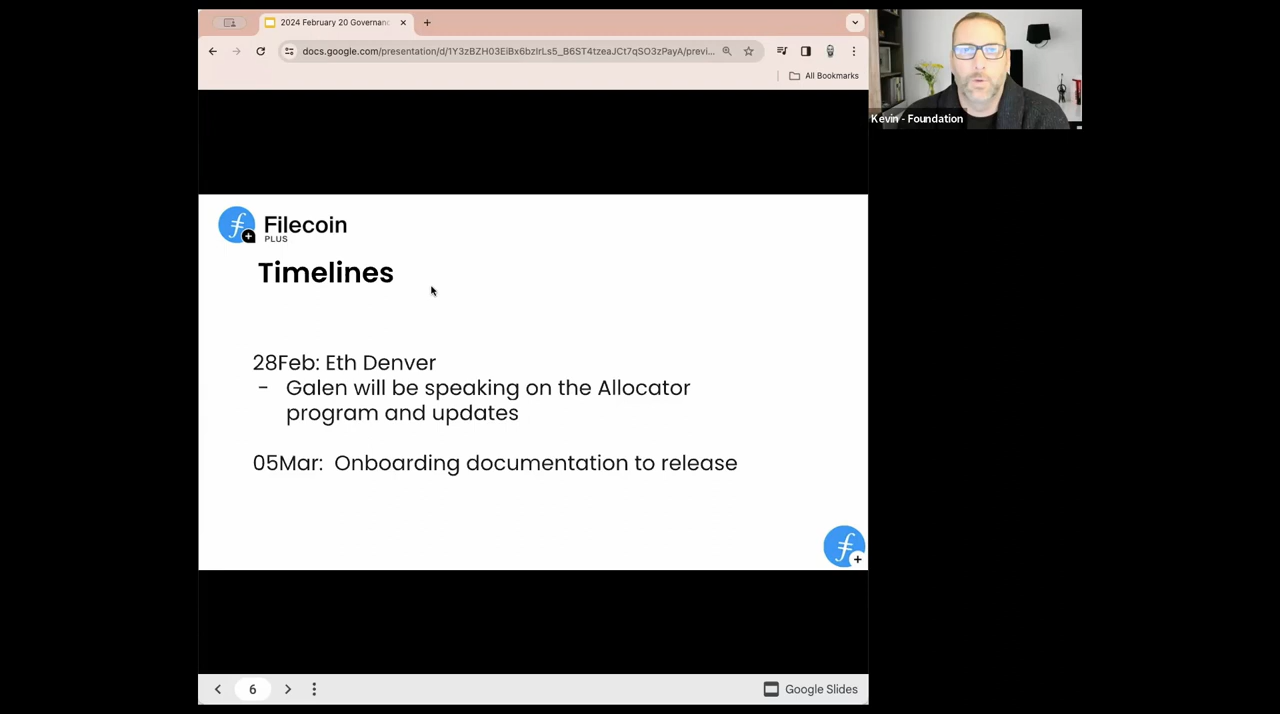 2024 February 20 Governanc
docs.google.com/presentation/d/1Y3zBZH03EiBx6bzIrLs5_B6ST4tzeaJCt7qSO3zPayA/previ...
All Bookmarks
Kevin - Foundation
Filecoin
PLUS
Timelines
28Feb: Eth Denver
- Galen will be speaking on the Allocator
program and updates
05Mar: Onboarding documentation to release
6
Google Slides